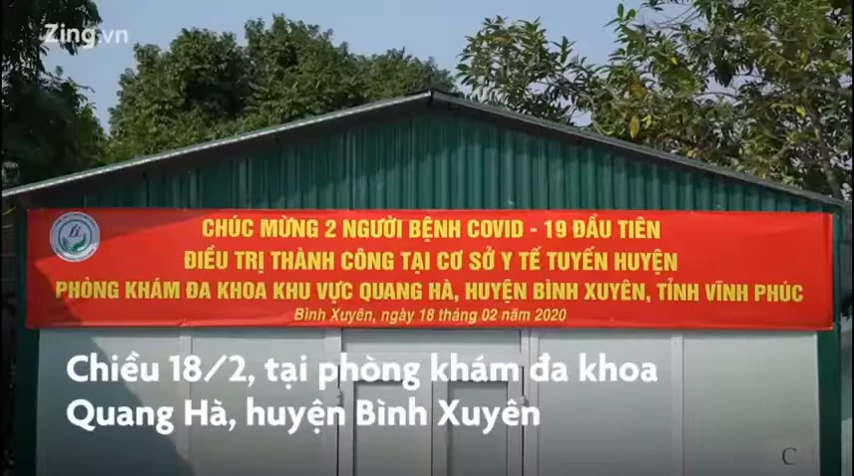 Zing.vn
CHÚC MỪNG 2 NGƯỜI BỆNH COVID - 19 ĐẦU TIÊN
ĐIỀU TRỊ THÀNH CÔNG TẠI CƠ SỞ Y TẾ TUYẾN HUYỆN
PHÒNG KHÁM ĐA KHOA KHU VỰC QUANG HÀ, HUYỆN BÌNH XUYÊN, TỈNH VĨNH PHÚC
Bình Xuyên, ngày 18 tháng 02 năm 2020
Chiều 18/2, tại phòng khám đa khoa
Quang Hà, huyện Bình Xuyên